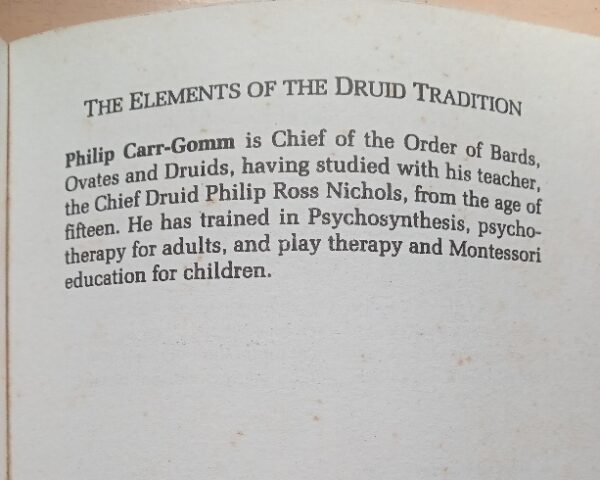 THE ELEMENTS OF THE DRUID TRADITION
Philip Carr-Gomm is Chief of the Order of Bards,
Ovates and Druids, having studied with his teacher,
the Chief Druid Philip Ross Nichols, from the age of
fifteen. He has trained in Psychosynthesis, psycho-
therapy for adults, and play therapy and Montessori
education for children.